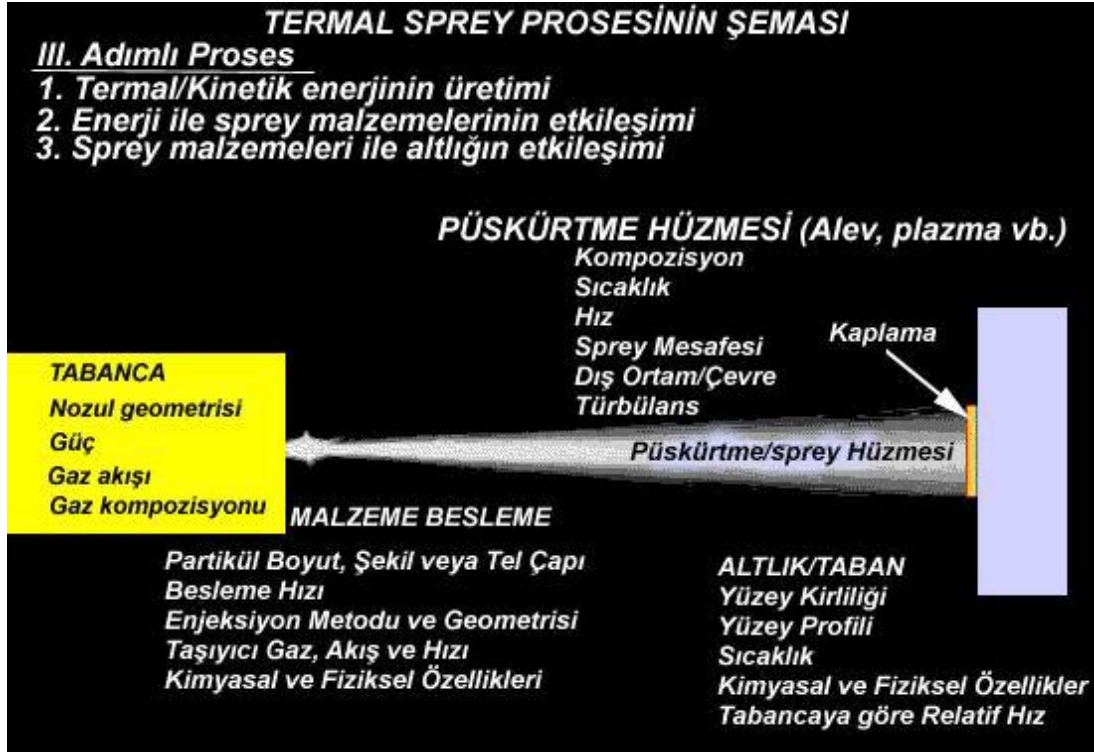 TERMAL SPREY PROSESİNİN ŞEMASI
III. Adımlı Proses
1. Termal/Kinetik enerjinin üretimi
2. Enerji ile sprey malzemelerinin etkileşimi
3. Sprey malzemeleri ile altlığın etkileşimi
PÜSKÜRTME HÜZMESİ (Alev, plazma vb.)
Kompozisyon
Sıcaklık
Hız
Sprey Mesafesi
Dış Ortam/Çevre
Türbülans
Kaplama
TABANCA
Nozul geometrisi
Güç
Gaz akışı
Gaz kompozisyonu
Püskürtme/sprey Hüzmesi
MALZEME BESLEME
Partikül Boyut, Şekil veya Tel Çapı
Besleme Hızı
Enjeksiyon Metodu ve Geometrisi
Taşıyıcı Gaz, Akış ve Hızı
Kimyasal ve Fiziksel Özellikleri
ALTLIK/TABAN
Yüzey Kirliliği
Yüzey Profili
Sıcaklık
Kimyasal ve Fiziksel Özellikler
Tabancaya göre Relatif Hız